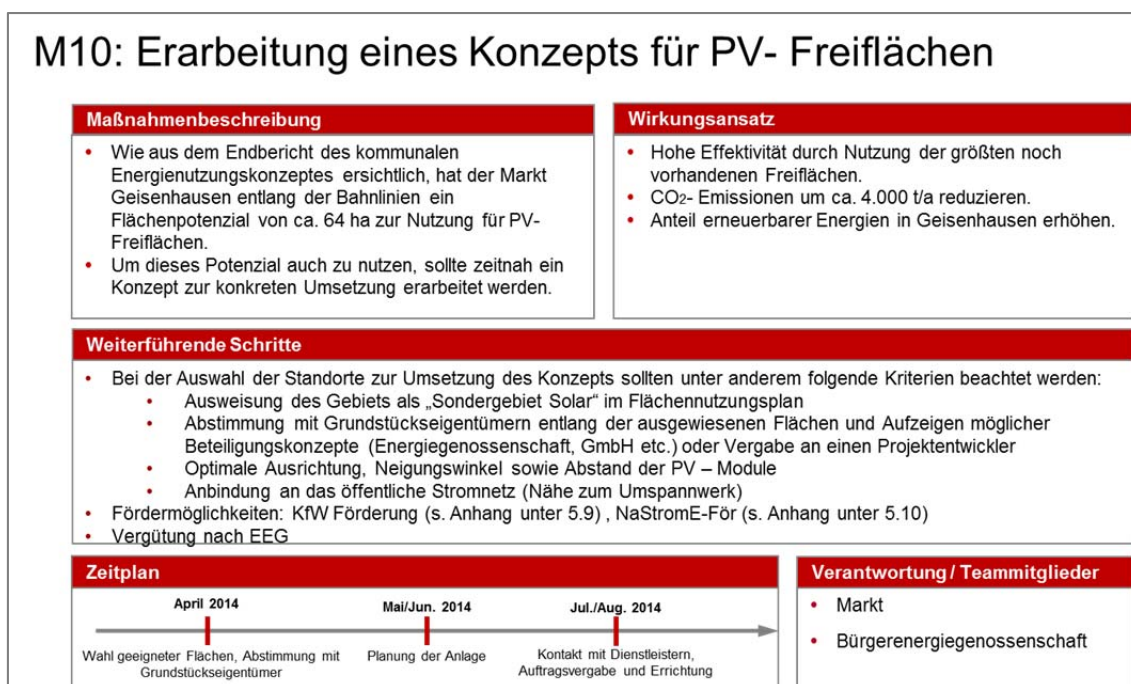 M10: Erarbeitung eines Konzepts für PV- Freiflächen
Maßnahmenbeschreibung
• Wie aus dem Endbericht des kommunalen
Energienutzungskonzeptes ersichtlich, hat der Markt
Geisenhausen entlang der Bahnlinien ein
Flächenpotenzial von ca. 64 ha zur Nutzung für PV-
Freiflächen.
• Um dieses Potenzial auch zu nutzen, sollte zeitnah ein
Konzept zur konkreten Umsetzung erarbeitet werden.
Wirkungsansatz
• Hohe Effektivität durch Nutzung der größten noch
vorhandenen Freiflächen.
• CO2- Emissionen um ca. 4.000 t/a reduzieren.
• Anteil erneuerbarer Energien in Geisenhausen erhöhen.
Weiterführende Schritte
• Bei der Auswahl der Standorte zur Umsetzung des Konzepts sollten unter anderem folgende Kriterien beachtet werden:
• Ausweisung des Gebiets als „Sondergebiet Solar“ im Flächennutzungsplan
• Abstimmung mit Grundstückseigentümern entlang der ausgewiesenen Flächen und Aufzeigen möglicher
Beteiligungskonzepte (Energiegenossenschaft, GmbH etc.) oder Vergabe an einen Projektentwickler
• Optimale Ausrichtung, Neigungswinkel sowie Abstand der PV – Module
• Anbindung an das öffentliche Stromnetz (Nähe zum Umspannwerk)
• Fördermöglichkeiten: KfW Förderung (s. Anhang unter 5.9) , NaStromE-För (s. Anhang unter 5.10)
• Vergütung nach EEG
Zeitplan
April 2014
Mai/Jun. 2014
Jul./Aug. 2014
Wahl geeigneter Flächen, Abstimmung mit
Grundstückseigentümer
Planung der Anlage
Kontakt mit Dienstleistern,
Auftragsvergabe und Errichtung
Verantwortung / Teammitglieder
• Markt
• Bürgerenergiegenossenschaft